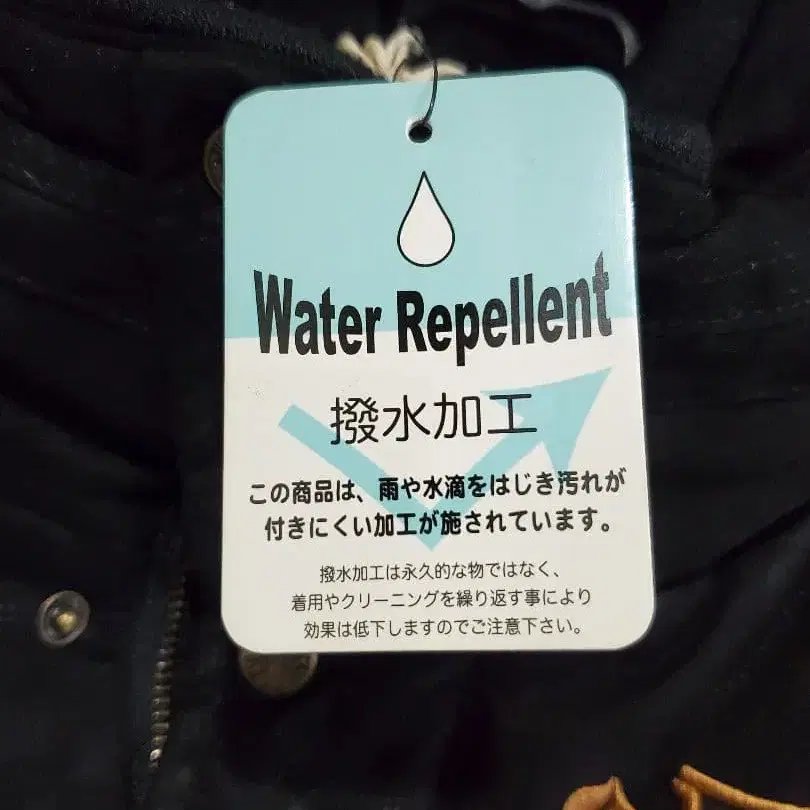 Water Repellent
撥水加工
この商品は、雨や水滴をはじき汚れが
付きにくい加工が施されています。
撥水加工は永久的な物ではなく、
着用やクリーニングを繰り返す事により
効果は低下しますのでご注意下さい。